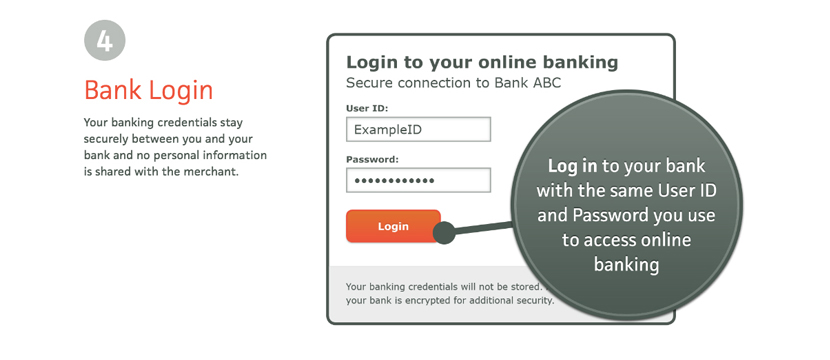 4
Bank Login
Your banking credentials stay
securely between you and your
bank and no personal information
is shared with the merchant.
Login to your online banking
Secure connection to Bank ABC
User ID:
ExampleID
Password:
••••••••••••
Login
Your banking credentials will not be stored.
your bank is encrypted for additional security.
Log in to your bank
with the same User ID
and Password you use
to access online
banking